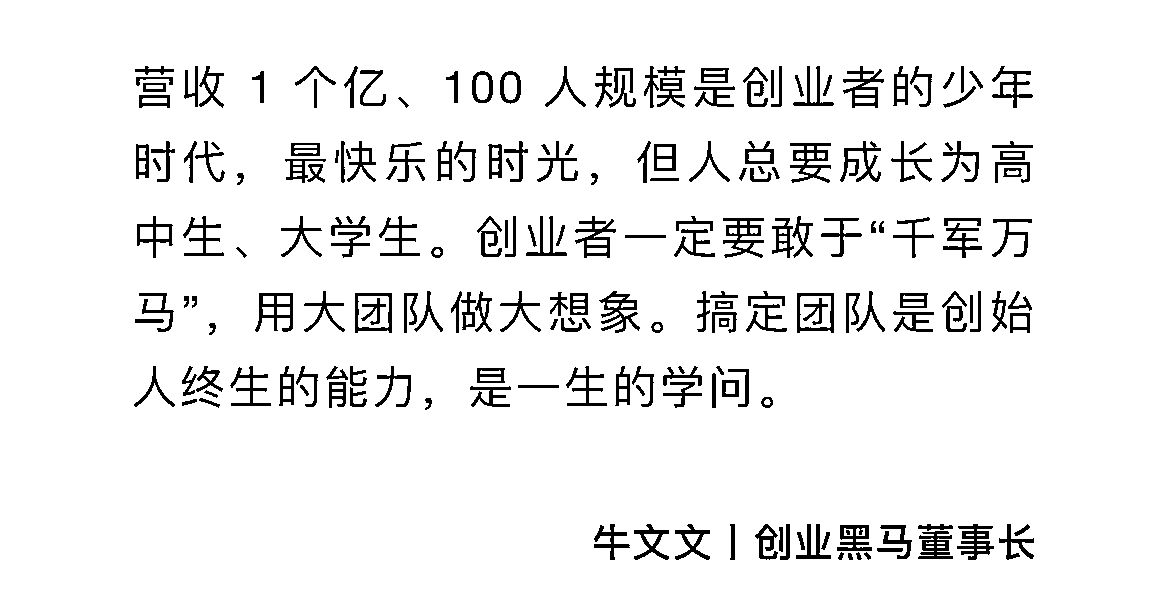 营收 1 个亿、100 人规模是创业者的少年
时代，最快乐的时光，但人总要成长为高
中生、大学生。创业者一定要敢于“千军万
马”，用大团队做大想象。搞定团队是创始
人终生的能力，是一生的学问。
牛文文丨创业黑马董事长